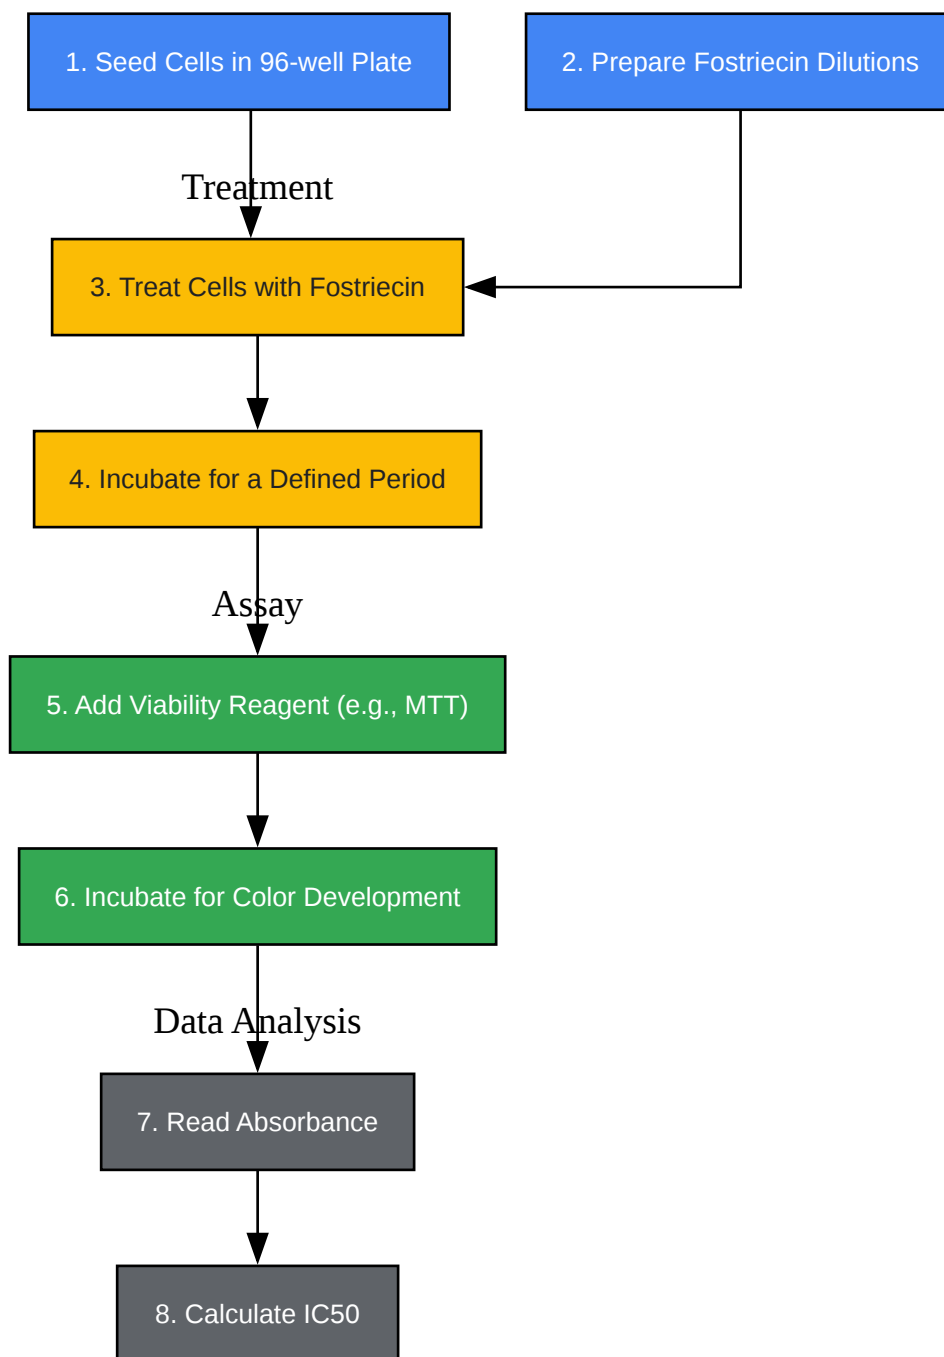 1. Seed Cells in 96-well Plate
2. Prepare Fostriecin Dilutions
Treatment
3. Treat Cells with Fostriecin
4. Incubate for a Defined Period
Assay
5. Add Viability Reagent (e.g., MTT)
6. Incubate for Color Development
Data Analysis
7. Read Absorbance
8. Calculate IC50